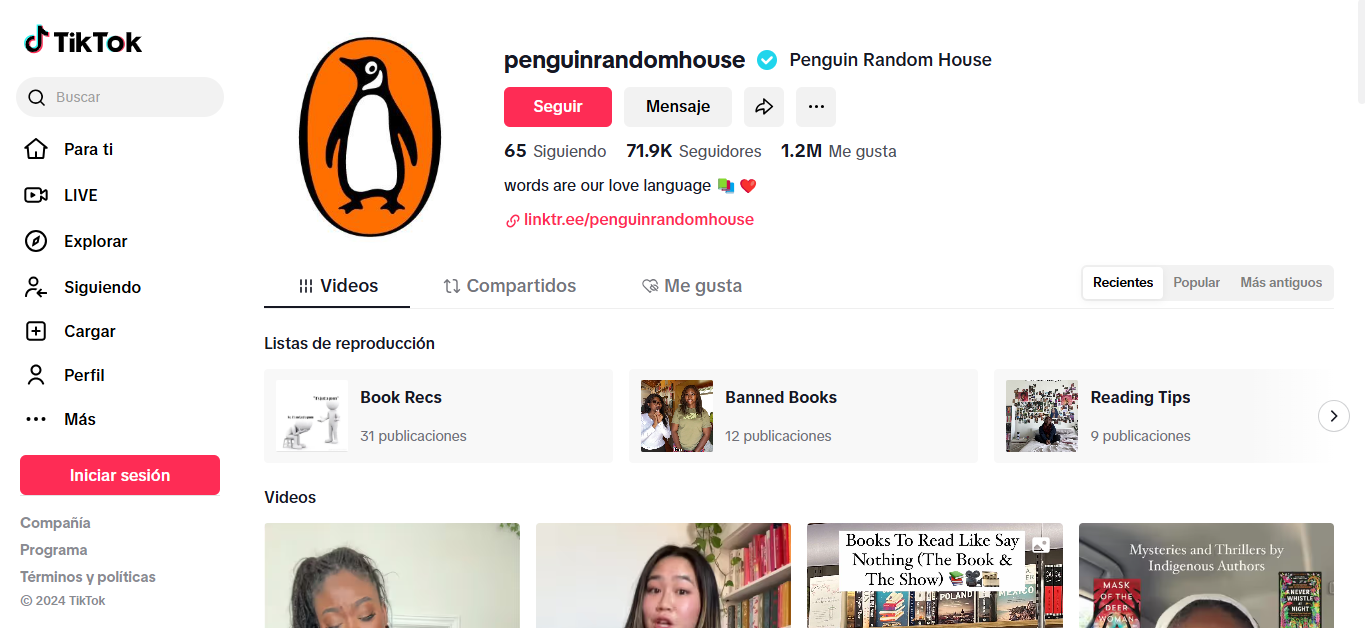 TikTok
Buscar
Para ti
LIVE
Explorar
Siguiendo
Cargar
Perfil
Más
Iniciar sesión
Compañía
Programa
Términos y políticas
© 2024 TikTok
penguinrandomhouse Penguin Random House
Seguir Mensaje
65 Siguiendo 71.9K Seguidores 1.2M Me gusta
words are our love language 📚 ❤️
linktr.ee/penguinrandomhouse
Videos Compartidos Me gusta
Recientes Popular Más antiguos
Listas de reproducción
Book Recs
31 publicaciones
Banned Books
12 publicaciones
Reading Tips
9 publicaciones
Videos
Books To Read Like Say
Nothing (The Book &
The Show) 📚🎥
POLAND
MEXICO
Mysteries and Thrillers by
Indigenous Authors
MASK
OF THE
DEER
WOMAN
NEVER
WHISTLE
AT
NIGHT